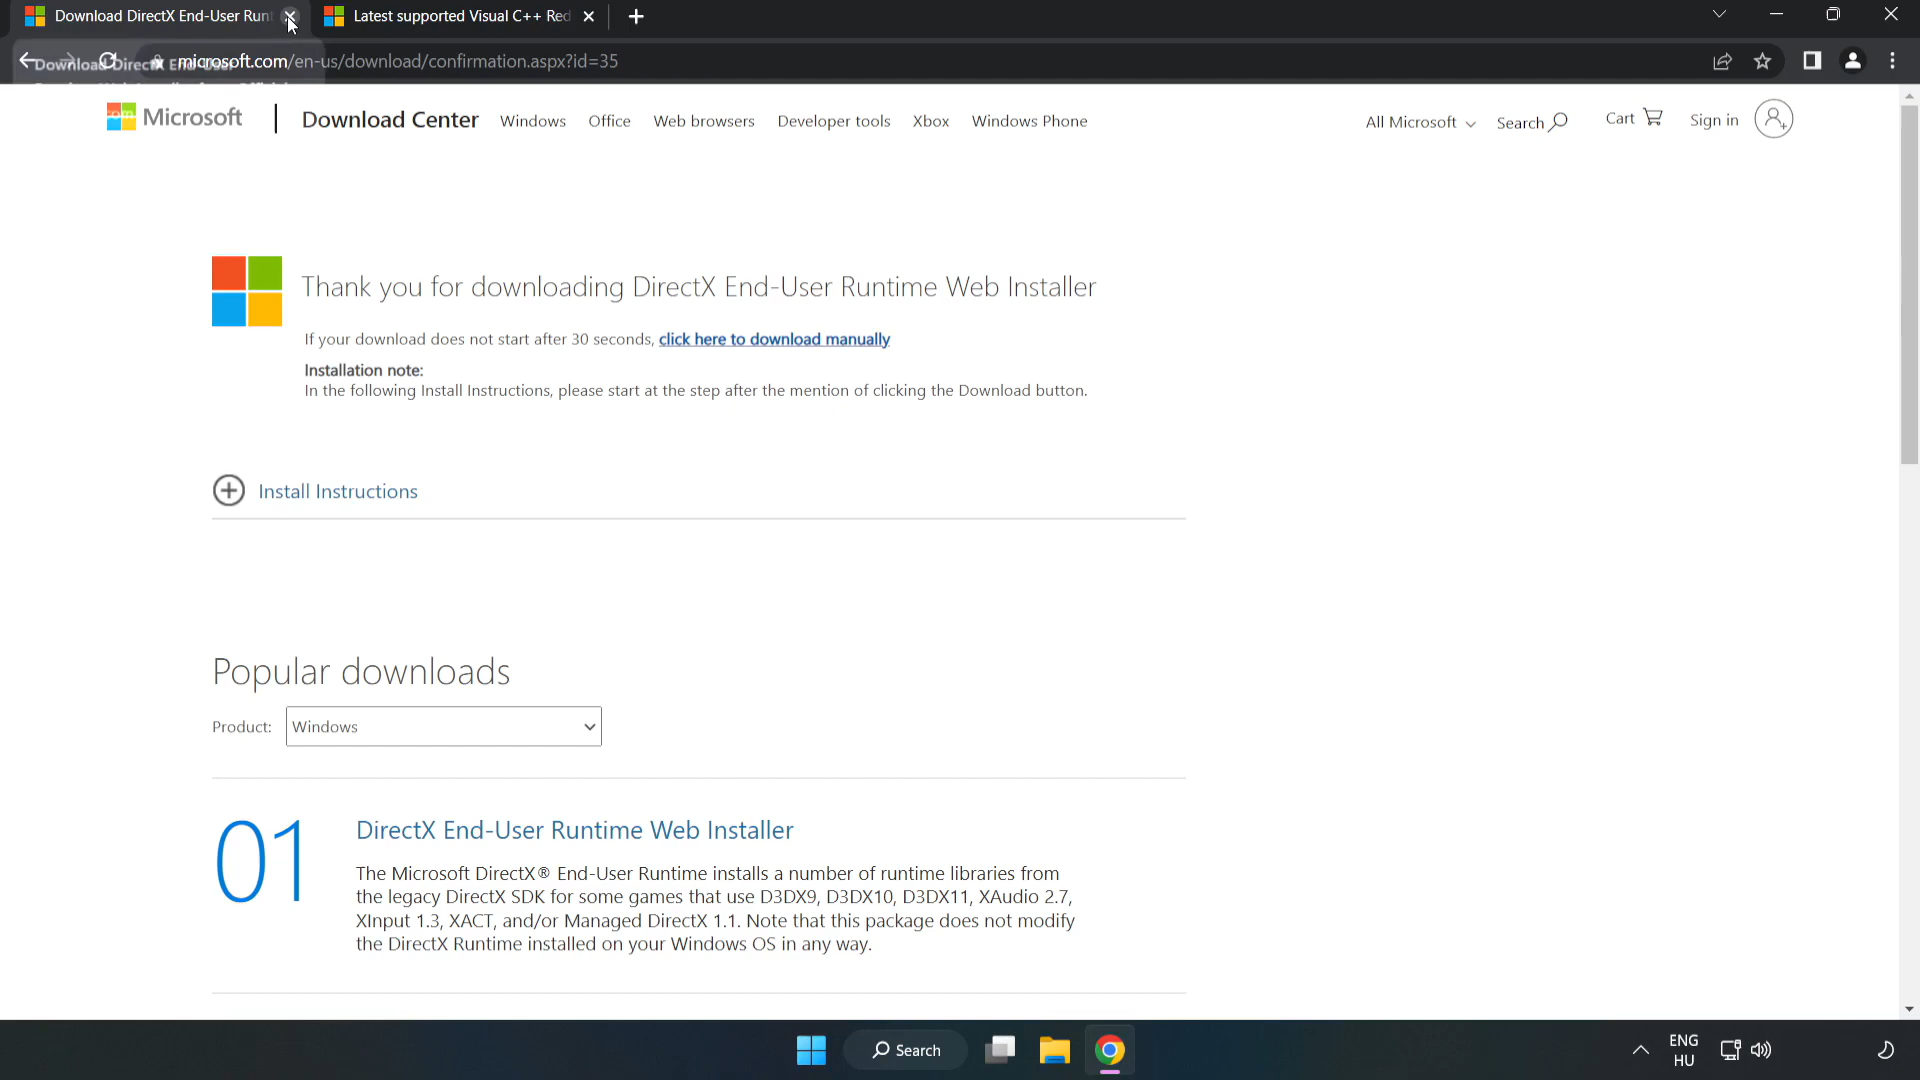 Download DirectX End-User Runt
Latest supported Visual C++ Red
microsoft.com/en-us/download/confirmation.aspx?id=35
Microsoft
Download Center
Windows
Office
Web browsers
Developer tools
Xbox
Windows Phone
All Microsoft
Search
Cart
Sign in
Thank you for downloading DirectX End-User Runtime Web Installer
If your download does not start after 30 seconds, click here to download manually
Installation note:
In the following Install Instructions, please start at the step after the mention of clicking the Download button.
Install Instructions
Popular downloads
Product: Windows
01
DirectX End-User Runtime Web Installer
The Microsoft DirectX® End-User Runtime installs a number of runtime libraries from
the legacy DirectX SDK for some games that use D3DX9, D3DX10, D3DX11, XAudio 2.7,
XInput 1.3, XACT, and/or Managed DirectX 1.1. Note that this package does not modify
the DirectX Runtime installed on your Windows OS in any way.
Search
ENG
HU